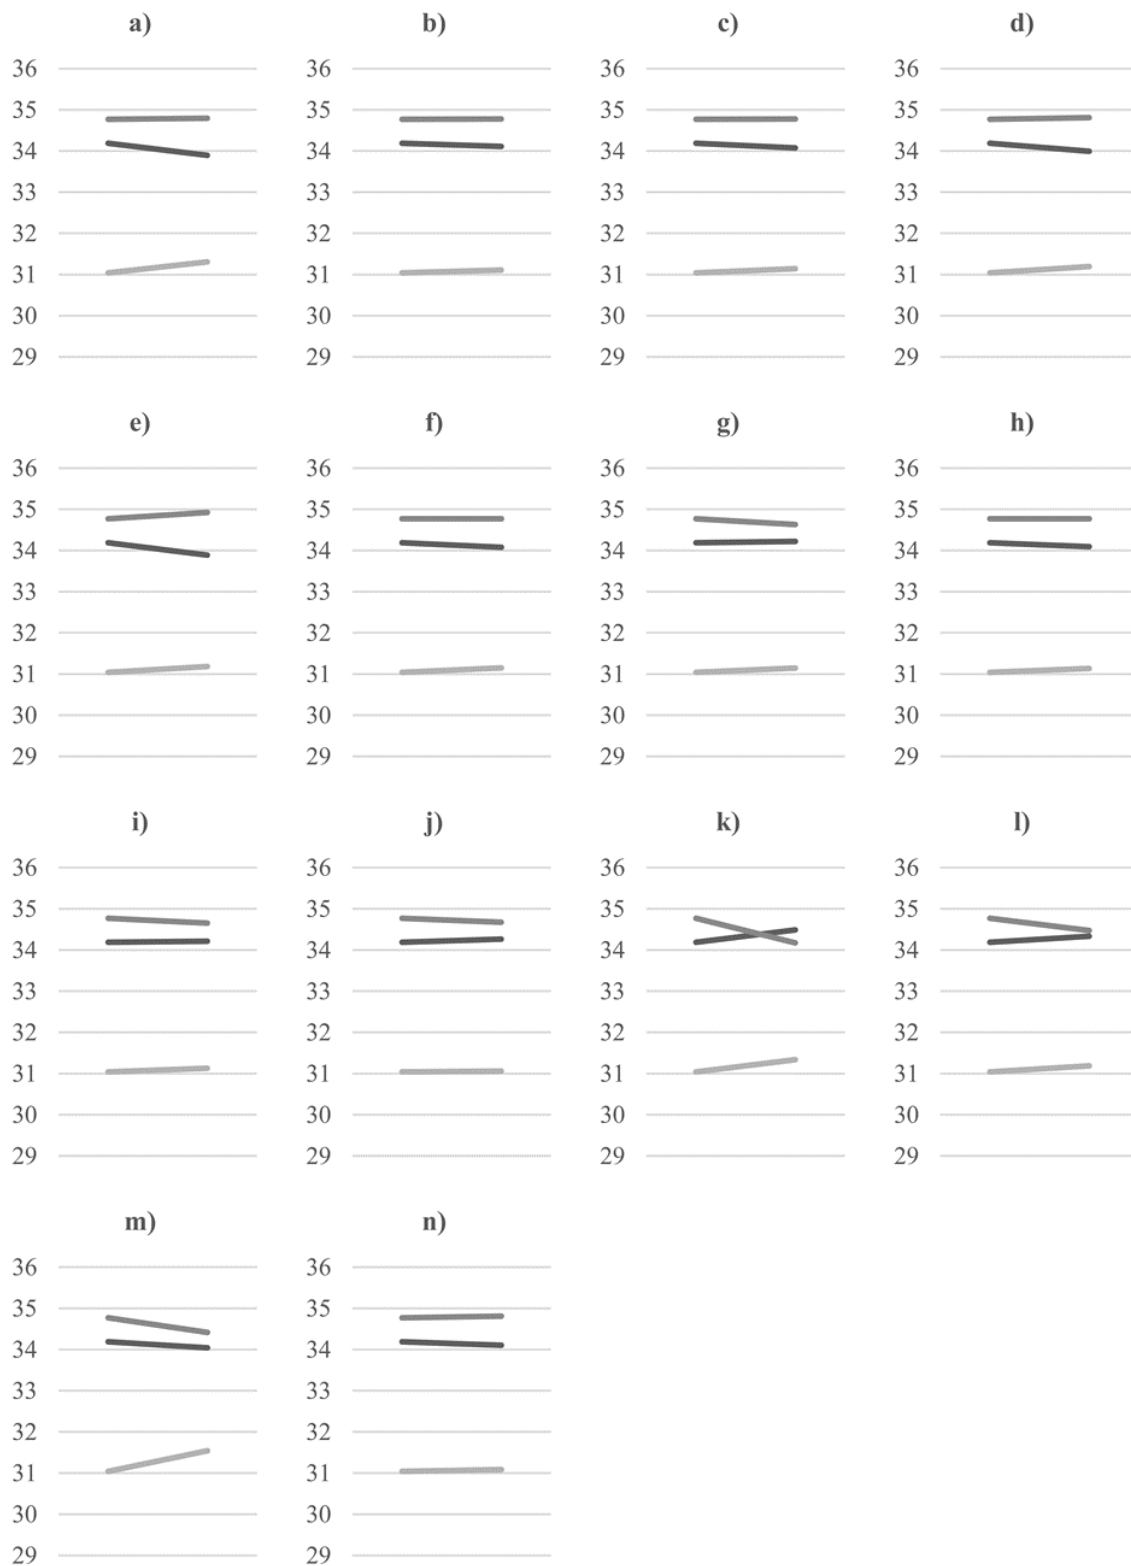 a) b) c) d)
36 36 36 36
35 35 35 35
34 34 34 34
33 33 33 33
32 32 32 32
31 31 31 31
30 30 30 30
29 29 29 29
e) f) g) h)
36 36 36 36
35 35 35 35
34 34 34 34
33 33 33 33
32 32 32 32
31 31 31 31
30 30 30 30
29 29 29 29
i) j) k) l)
36 36 36 36
35 35 35 35
34 34 34 34
33 33 33 33
32 32 32 32
31 31 31 31
30 30 30 30
29 29 29 29
m) n)
36 36
35 35
34 34
33 33
32 32
31 31
30 30
29 29